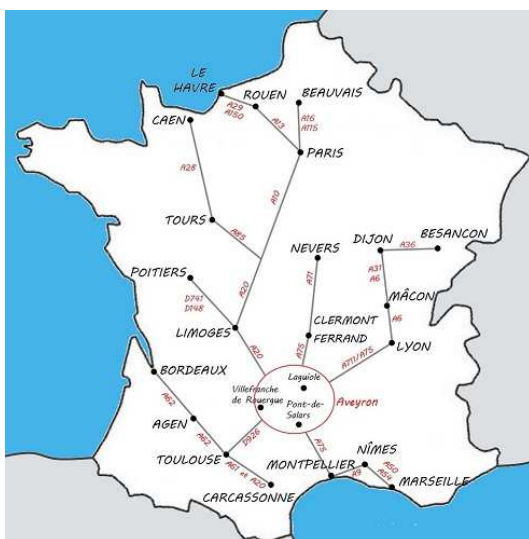 LE
HAVRE
ROUEN
BEAUVAIS
A29
A150
A13
A16
A115
CAEN
PARIS
A28
A10
TOURS
A85
NEVERS
DIJON
BESANCON
A36
POITIERS
A71
A31
A6
D741
D148
A20
MÂCON
LIMOGES
CLERMONT
FERRAND
A6
LYON
A20
A75
A711/A75
BORDEAUX
Laguiole
Villefranche
de Rouergue
Pont-de-
Salars
Aveyron
A62
AGEN
A62
D926
A75
TOULOUSE
A61 et A20
CARCASSONNE
MONTPELLIER
NÎMES
A9
A50
A54
MARSEILLE